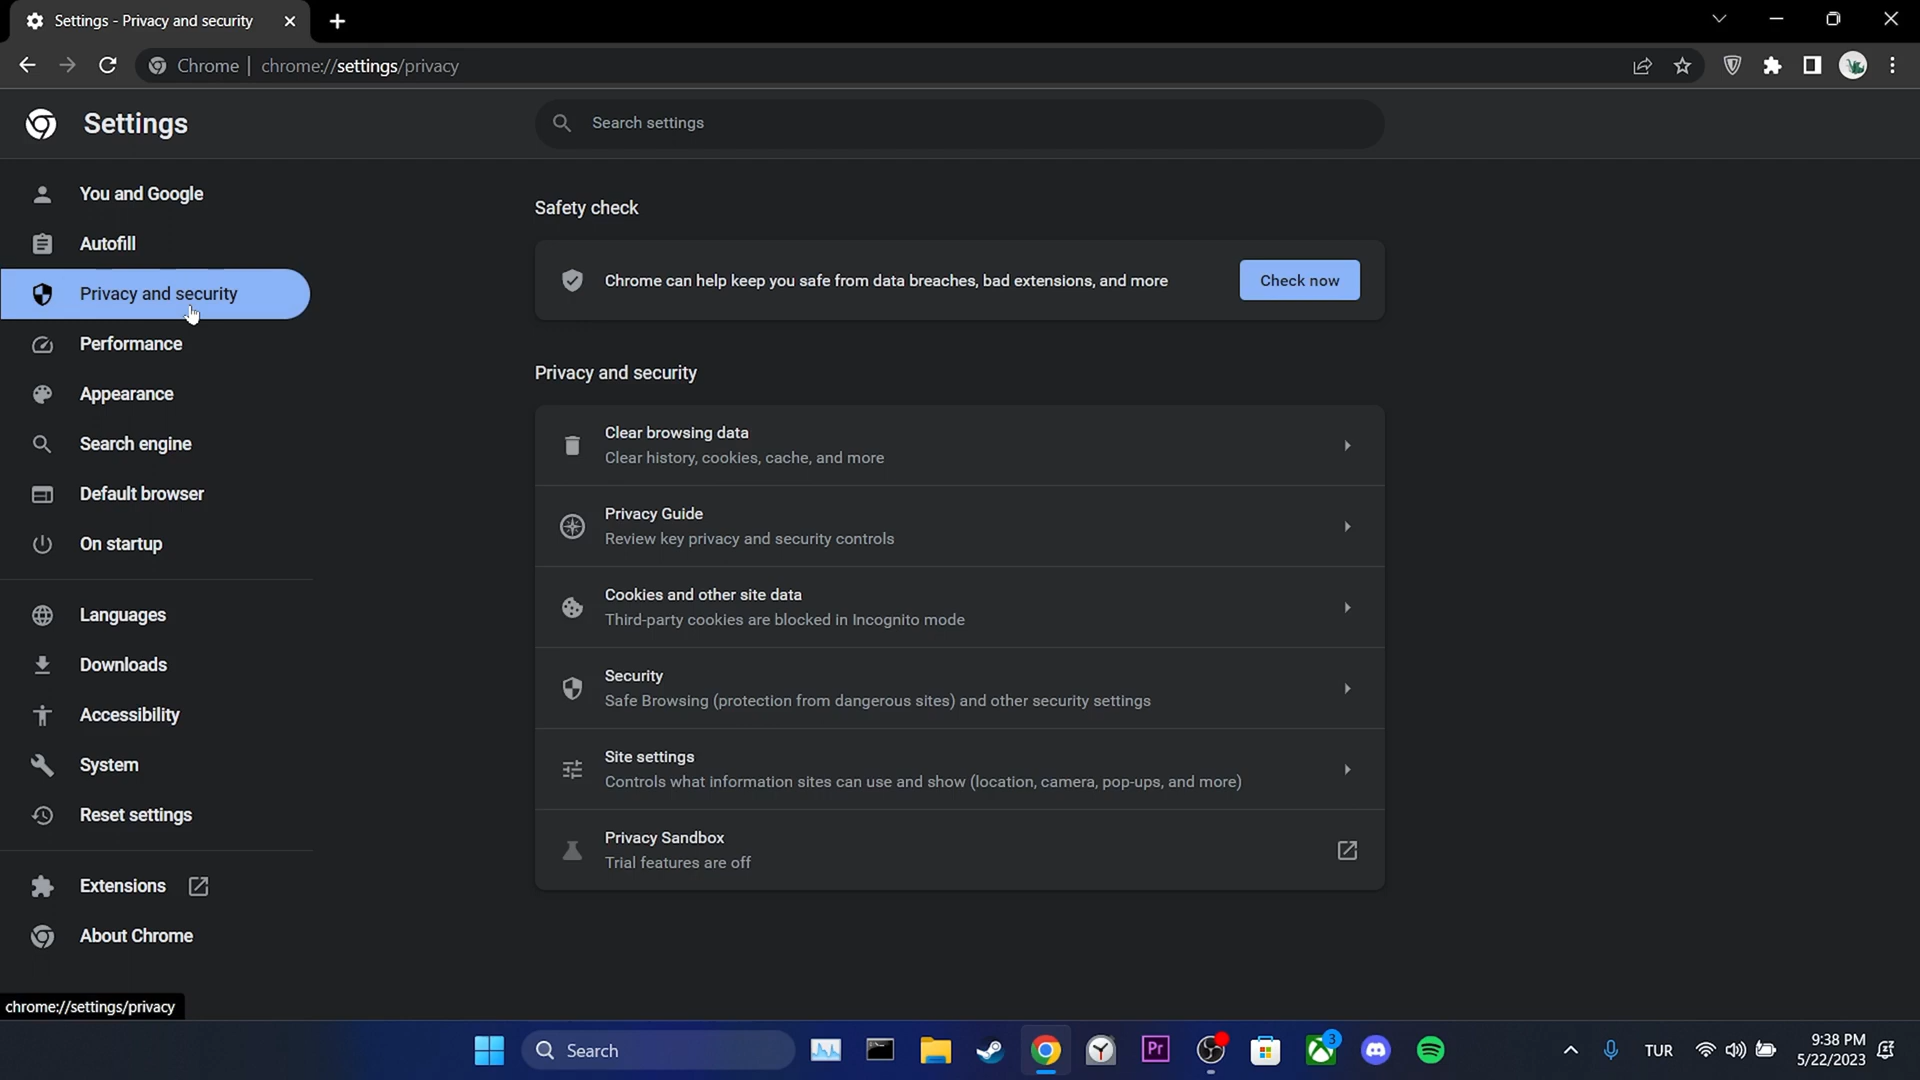 Settings - Privacy and security
Chrome | chrome://settings/privacy
Settings
Search settings
You and Google
Autofill
Privacy and security
Performance
Appearance
Search engine
Default browser
On startup
Languages
Downloads
Accessibility
System
Reset settings
Extensions
About Chrome
Safety check
Chrome can help keep you safe from data breaches, bad extensions, and more
Check now
Privacy and security
Clear browsing data
Clear history, cookies, cache, and more
Privacy Guide
Review key privacy and security controls
Cookies and other site data
Third-party cookies are blocked in Incognito mode
Security
Safe Browsing (protection from dangerous sites) and other security settings
Site settings
Controls what information sites can use and show (location, camera, pop-ups, and more)
Privacy Sandbox
Trial features are off
chrome://settings/privacy
Search
Pr
3
TUR
9:38 PM
5/22/2023